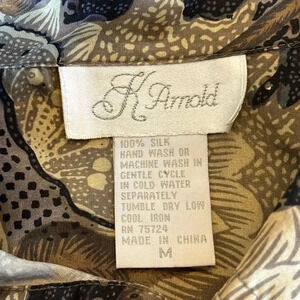 K Arnold
100% SILK
HAND WASH OR
MACHINE WASH IN
GENTLE CYCLE
IN COLD WATER
SEPARATELY
TUMBLE DRY LOW
COOL IRON
RN 75724
MADE IN CHINA
M